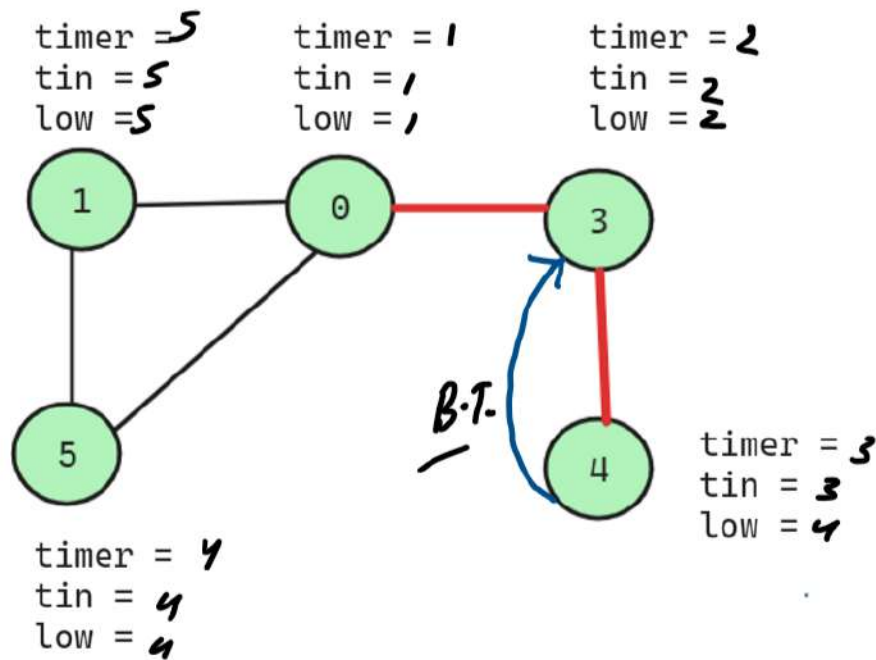 timer = 5
tin = 5
low = 5
timer = 1
tin = 1
low = 1
timer = 2
tin = 2
low = 2
1
0
3
5
B.T.
4
timer = 3
tin = 3
low = 4
timer = 4
tin = 4
low = 4